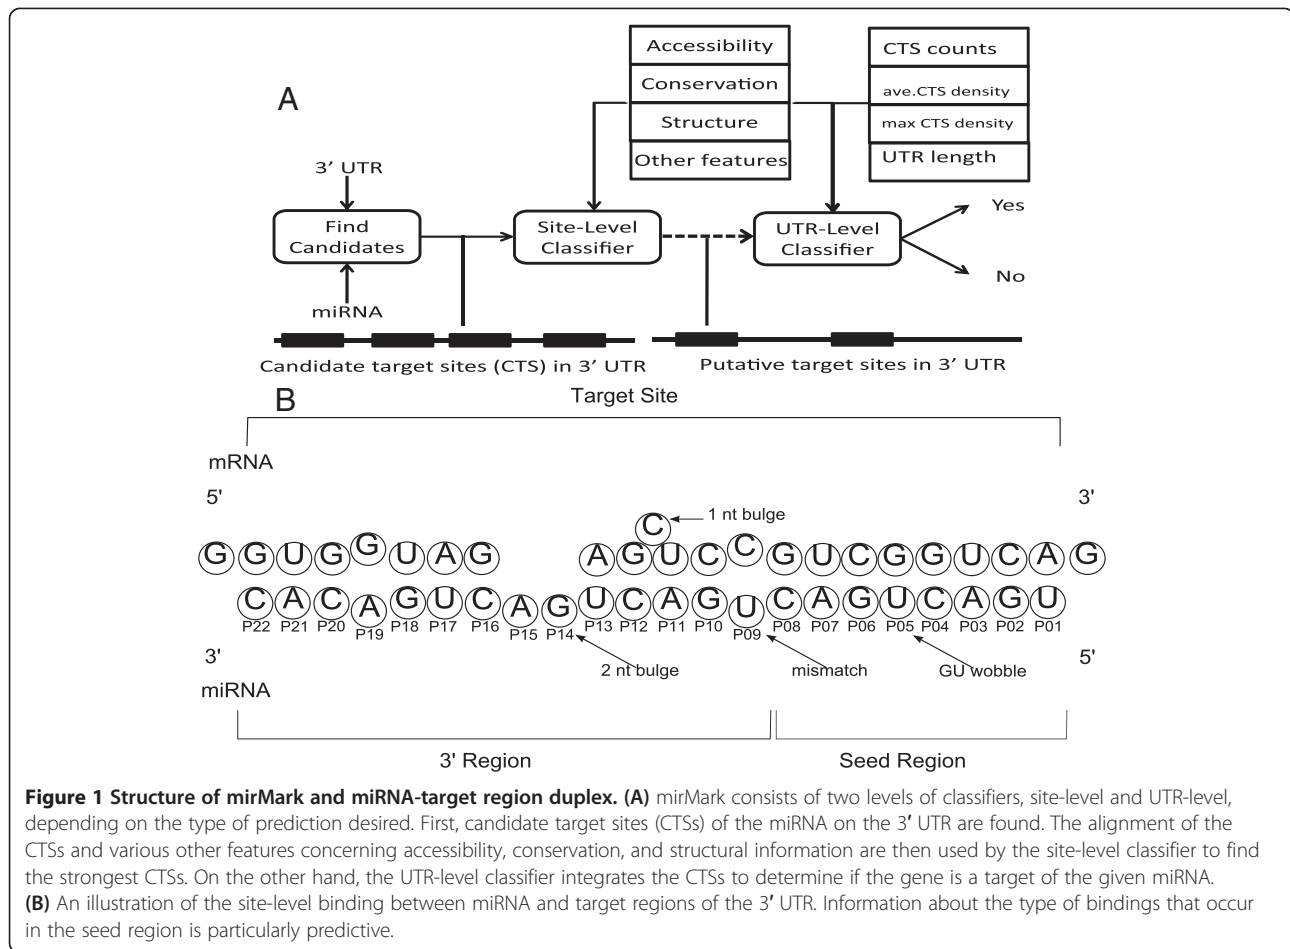 A
Accessibility
Conservation
Structure
Other features
CTS counts
ave.CTS density
max CTS density
UTR length
3′ UTR
Find
Candidates
miRNA
Site-Level
Classifier
UTR-Level
Classifier
Yes
No
Candidate target sites (CTS) in 3′ UTR
Putative target sites in 3′ UTR
B
Target Site
mRNA
5'
3'
C
1 nt bulge
G G U G G U A G A G U C C G U C G G U C A G
C A C A G U C A G U C A G U C A G U C A G U
P22 P21 P20 P19 P18 P17 P16 P15 P14 P13 P12 P11 P10 P09 P08 P07 P06 P05 P04 P03 P02 P01
3'
5'
2 nt bulge
mismatch
GU wobble
miRNA
3' Region
Seed Region
Figure 1 Structure of mirMark and miRNA-target region duplex. (A) mirMark consists of two levels of classifiers, site-level and UTR-level,
depending on the type of prediction desired. First, candidate target sites (CTSs) of the miRNA on the 3′ UTR are found. The alignment of the
CTSs and various other features concerning accessibility, conservation, and structural information are then used by the site-level classifier to find
the strongest CTSs. On the other hand, the UTR-level classifier integrates the CTSs to determine if the gene is a target of the given miRNA.
(B) An illustration of the site-level binding between miRNA and target regions of the 3′ UTR. Information about the type of bindings that occur
in the seed region is particularly predictive.